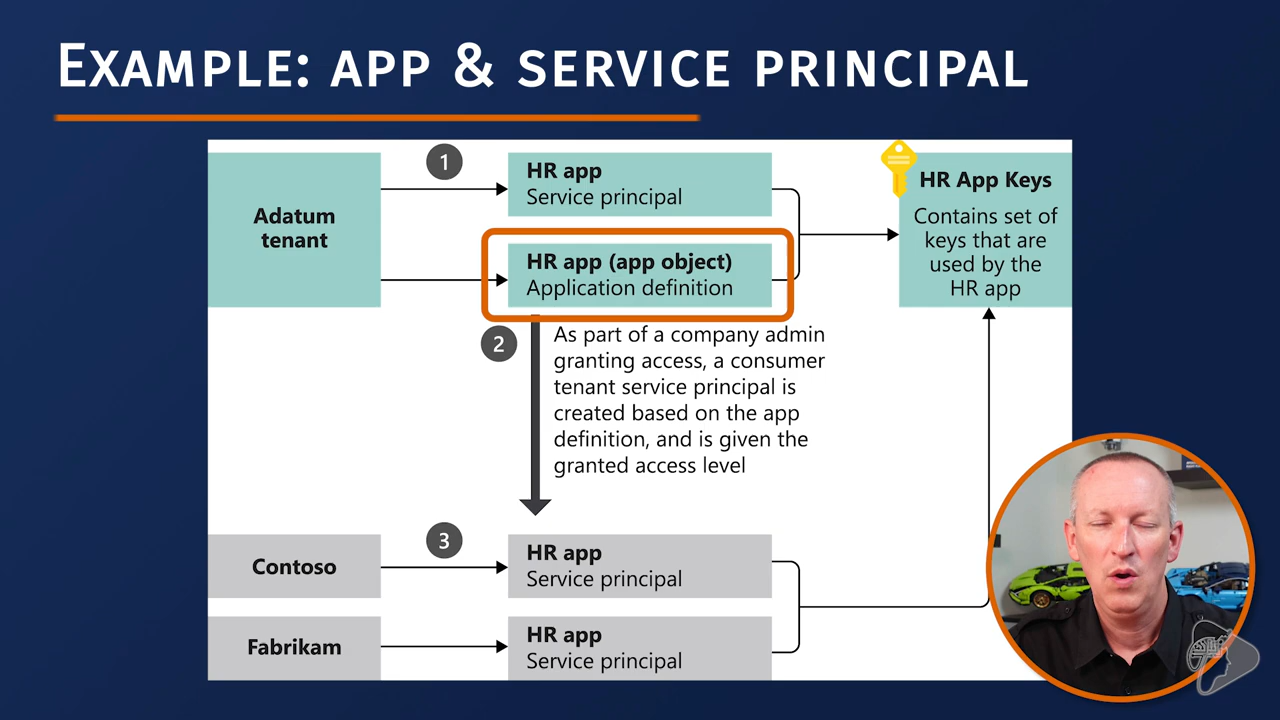 EXAMPLE: APP & SERVICE PRINCIPAL
1
HR app
Service principal
Adatum
tenant
HR app (app object)
Application definition
HR App Keys
Contains set of
keys that are
used by the
HR app
2
As part of a company admin
granting access, a consumer
tenant service principal is
created based on the app
definition, and is given the
granted access level
Contoso
3
HR app
Service principal
Fabrikam
HR app
Service principal